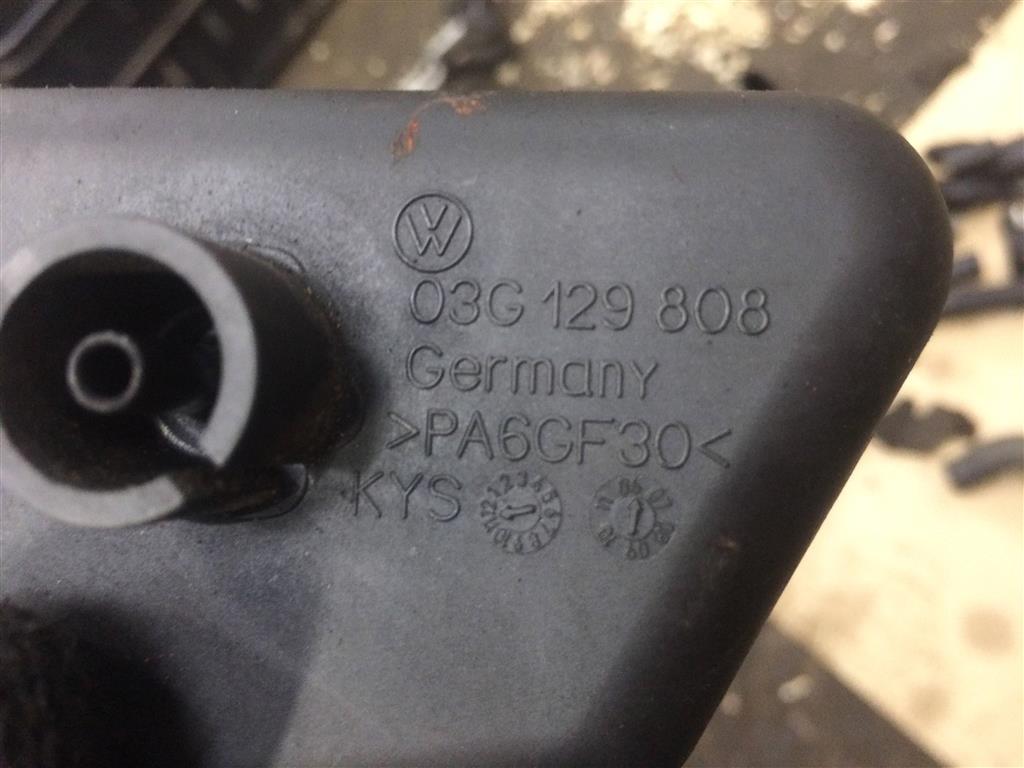 VW
03G 129 808
Germany
>PA6GF30<
KYS